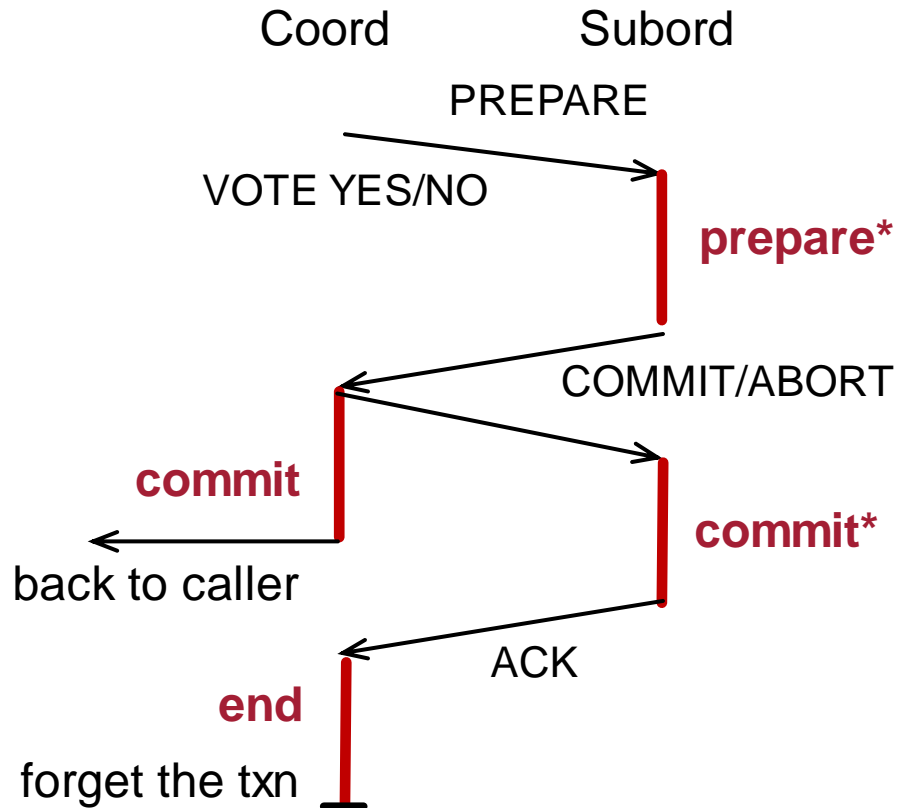 Coord
Subord
PREPARE
VOTE YES/NO
prepare*
COMMIT/ABORT
commit
commit*
back to caller
ACK
end
forget the txn